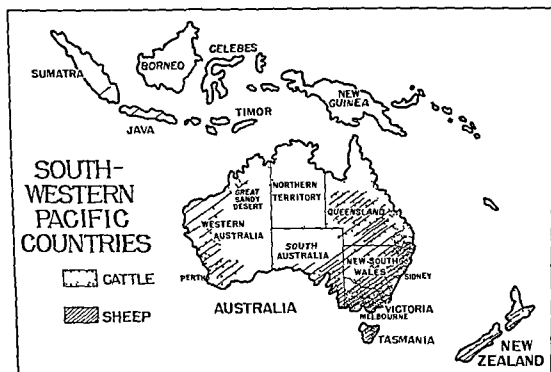 CELEBES
BORNEO
SUMATRA
NEW
GUINEA
TIMOR
JAVA
SOUTH-
WESTERN
PACIFIC
COUNTRIES
CATTLE
SHEEP
GREAT
SANDY
DESERT
NORTHERN
TERRITORY
QUEENSLAND
WESTERN
AUSTRALIA
SOUTH
AUSTRALIA
NEW SOUTH
WALES
PERTH
SIDNEY
AUSTRALIA
VICTORIA
MELBOURNE
TASMANIA
NEW
ZEALAND